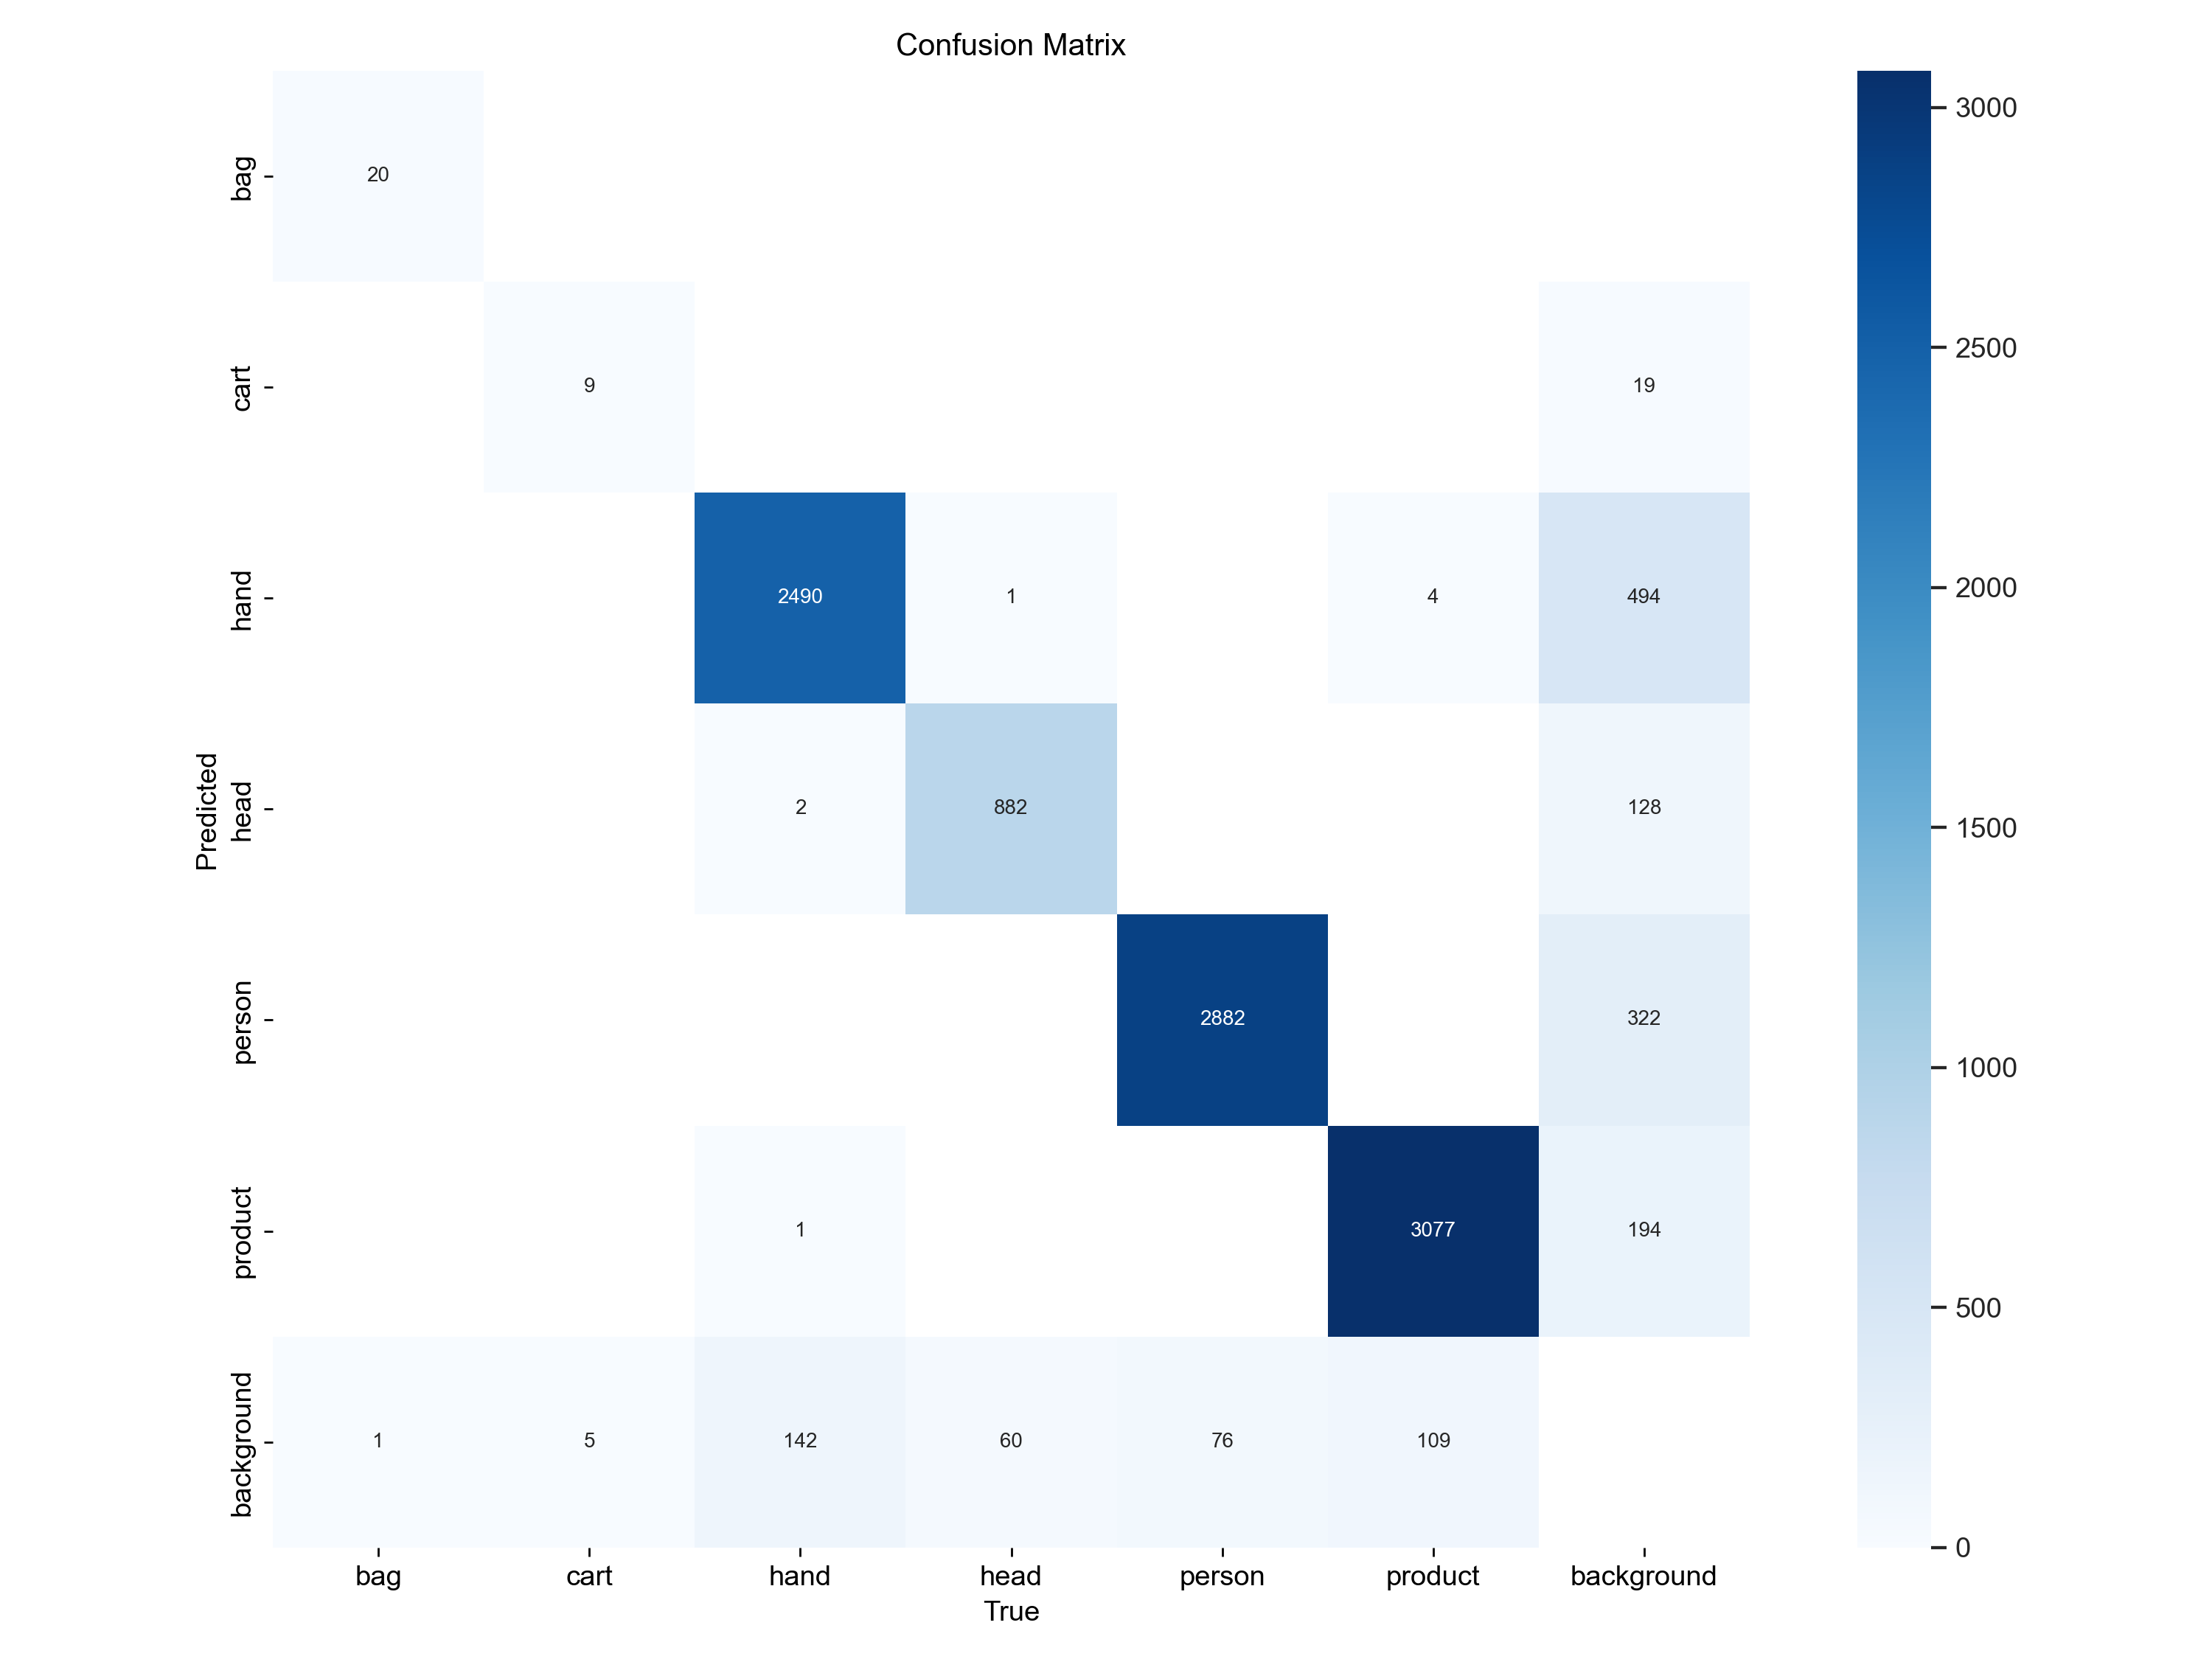 Confusion Matrix
bag
20
cart
9
19
hand
2490
1
4
494
head
2
882
128
person
2882
322
product
1
3077
194
background
1
5
142
60
76
109
Predicted
bag
cart
hand
head
person
product
background
True
3000
2500
2000
1500
1000
500
0